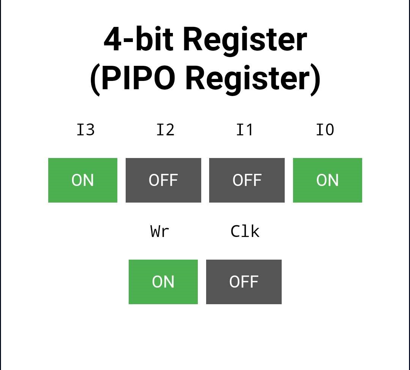 4-bit Register
(PIPO Register)
I3 I2 I1 I0
ON OFF OFF ON
Wr Clk
ON OFF